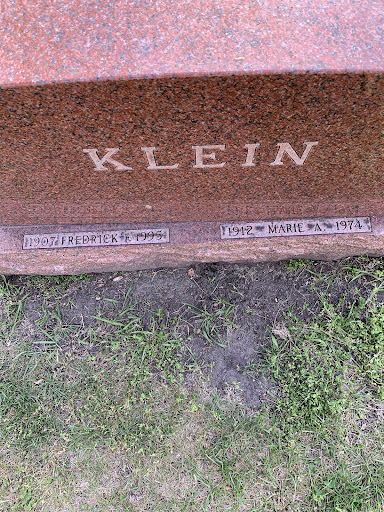 KLEIN
1907 FREDRICK F. 1995
1912 MARIE A. 1974